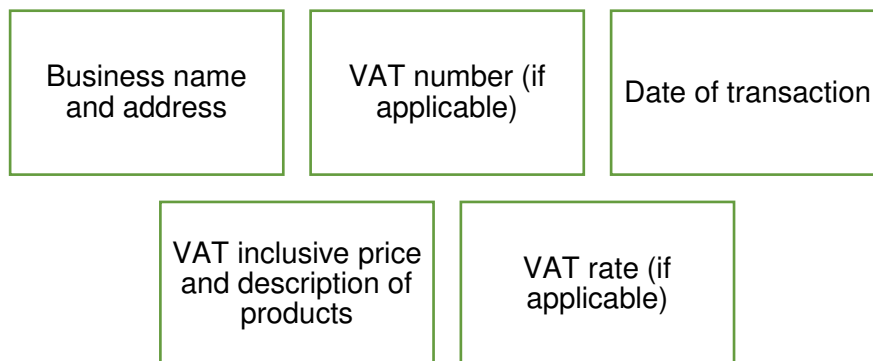 Business name
and address
VAT number (if
applicable)
Date of transaction
VAT inclusive price
and description of
products
VAT rate (if
applicable)